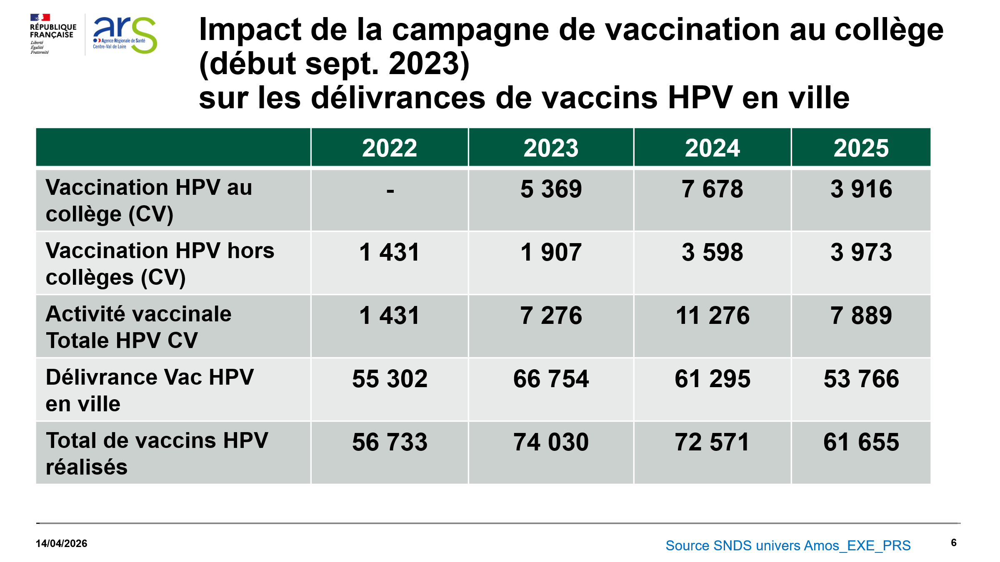 RÉPUBLIQUE
FRANÇAISE
Liberté
Égalité
Fraternité
ars
Agence Régionale de Santé
Centre-Val de Loire
Impact de la campagne de vaccination au collège
(début sept. 2023)
sur les délivrances de vaccins HPV en ville
2022 2023 2024 2025
Vaccination HPV au
collège (CV)
- 5 369 7 678 3 916
Vaccination HPV hors
collèges (CV)
1 431 1 907 3 598 3 973
Activité vaccinale
Totale HPV CV
1 431 7 276 11 276 7 889
Délivrance Vac HPV
en ville
55 302 66 754 61 295 53 766
Total de vaccins HPV
réalisés
56 733 74 030 72 571 61 655
14/04/2026
Source SNDS univers Amos_EXE_PRS
6